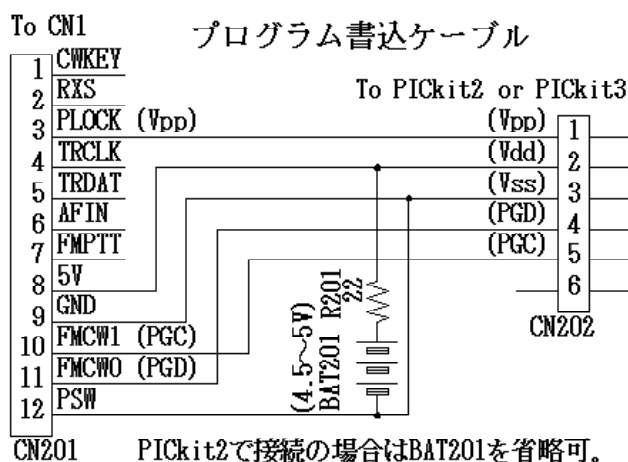 To CN1
プログラム書込ケーブル
To PICkit2 or PICkit3
1 CWKEY
2 RXS
3 PLOCK (Vpp)
4 TRCLK
5 TRDAT
6 AFIN
7 FMPTT
8 5V
9 GND
10 FMCW1 (PGC)
11 FMCW0 (PGD)
12 PSW
CN201
(Vpp) 1
(Vdd) 2
(Vss) 3
(PGD) 4
(PGC) 5
6
CN202
R201
22
BAT201
(4.5~5V)
PICkit2で接続の場合はBAT201を省略可。